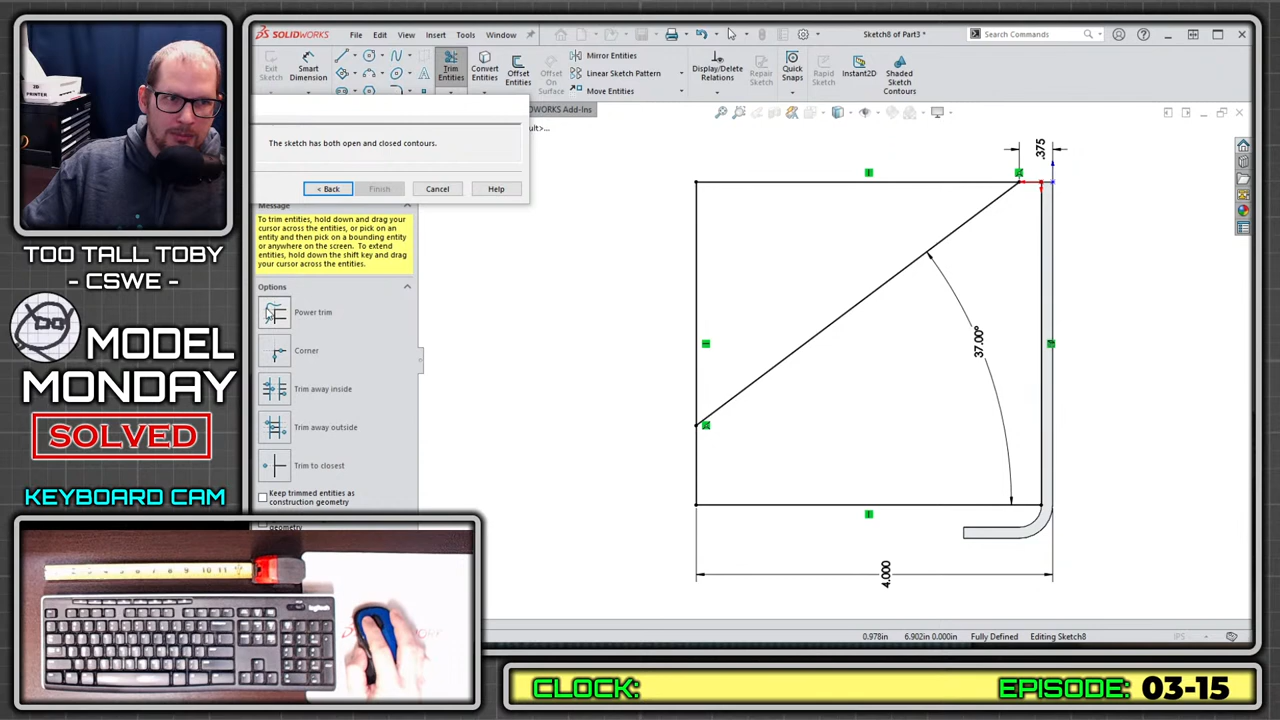 SOLIDWORKS
File
Edit
View
Insert
Tools
Window
Sketch8 of Part3 *
Search Commands
Exit
Sketch
Smart
Dimension
Trim
Entities
Convert
Entities
Offset
Entities
Offset
On
Surface
Mirror Entities
Linear Sketch Pattern
Move Entities
Display/Delete
Relations
Repair
Sketch
Quick
Snaps
Rapid
Sketch
Instant2D
Shaded
Sketch
Contours
DWORKS Add-Ins
ult>...
The sketch has both open and closed contours.
< Back
Finish
Cancel
Help
Message
To trim entities, hold down and drag your
cursor across the entities, or pick on an
entity and then pick on a bounding entity
or anywhere on the screen. To extend
entities, hold down the shift key and drag
your cursor across the entities.
Options
Power trim
Corner
Trim away inside
Trim away outside
Trim to closest
Keep trimmed entities as
construction geometry
geometry
.375
37.00°
4.000
0.978in
6.902in 0.000in
Fully Defined
Editing Sketch8
IPS
TOO TALL TOBY
- CSWE -
MODEL
MONDAY
SOLVED
KEYBOARD CAM
logitech
CLOCK:
EPISODE: 03-15